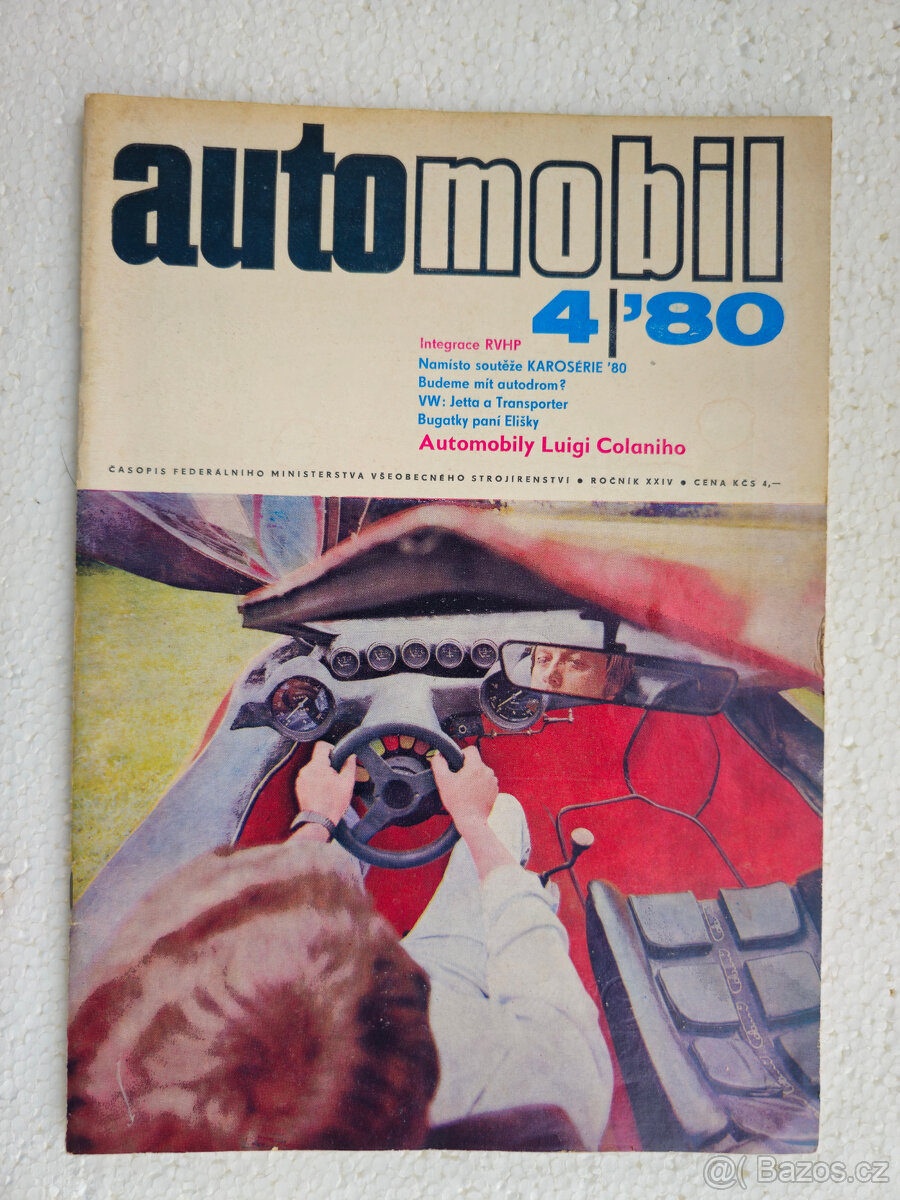 automobil
4|'80
Integrace RVHP
Namísto soutěže KAROSÉRIE '80
Budeme mít autodrom?
VW: Jetta a Transporter
Bugatky paní Elišky
Automobily Luigi Colaniho
ČASOPIS FEDERÁLNIHO MINISTERSTVA VŠEOBECNÉHO STROJÍRENSTVÍ • ROČNÍK XXIV • CENA KČS 4,—
@( Bazos.cz